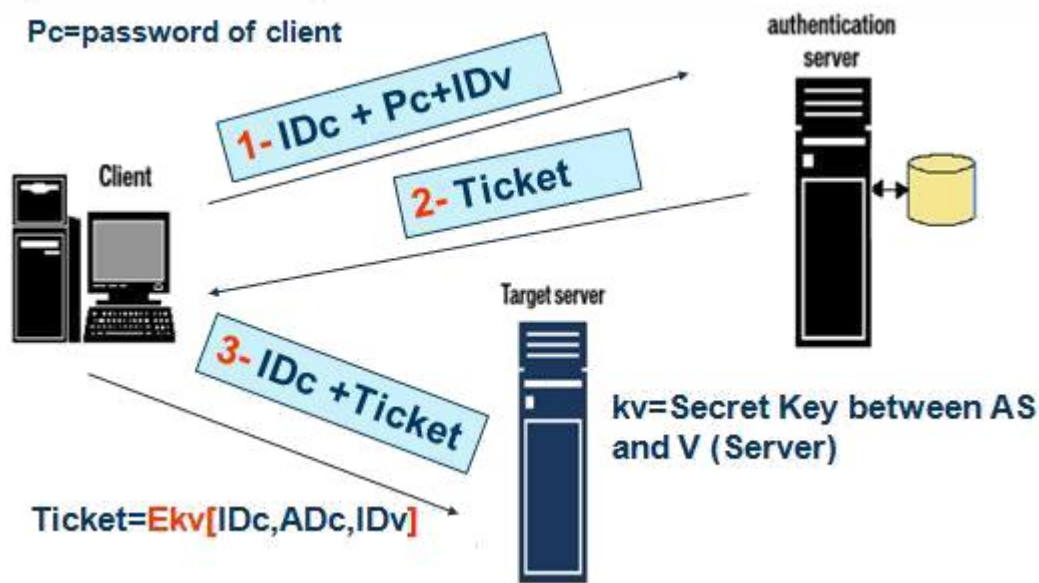 Pc=password of client
authentication
server
1- IDc + Pc+IDv
Client
2- Ticket
Target server
3- IDc +Ticket
kv=Secret Key between AS
and V (Server)
Ticket=Ekv[IDc,ADc,IDv]